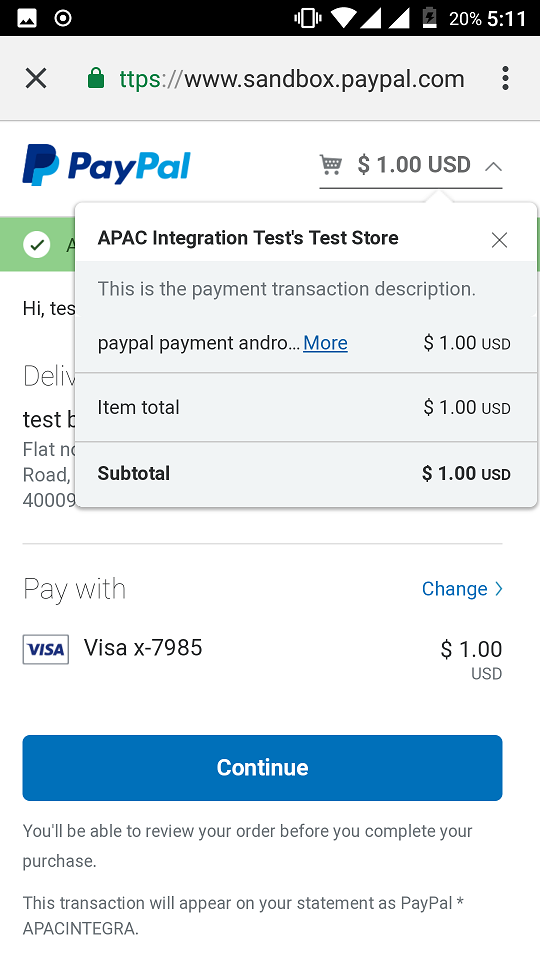 20% 5:11
ttps://www.sandbox.paypal.com
PayPal
$ 1.00 USD
A
APAC Integration Test's Test Store
This is the payment transaction description.
Hi, tes
paypal payment andro... More $ 1.00 USD
Deliv
Item total $ 1.00 USD
test b
Flat no
Road,
Subtotal $ 1.00 USD
40009
Pay with
Change
VISA Visa x-7985 $ 1.00
USD
Continue
You'll be able to review your order before you complete your
purchase.
This transaction will appear on your statement as PayPal *
APACINTEGRA.